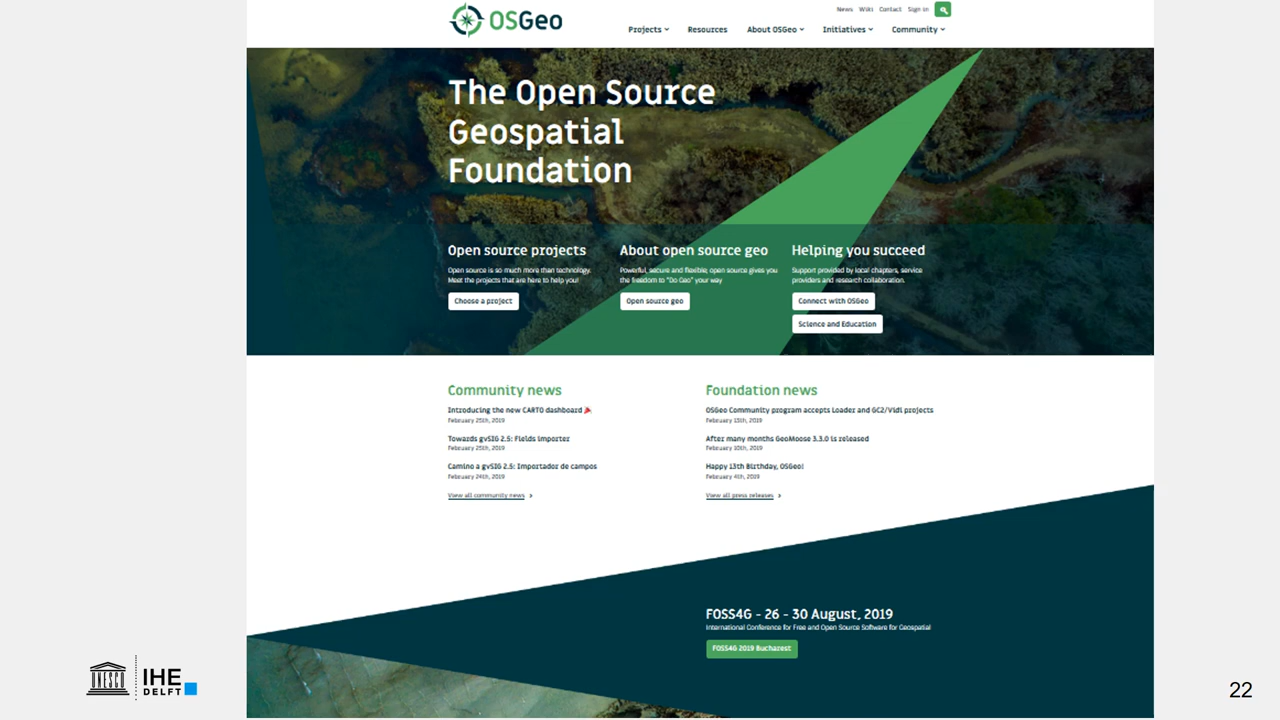 OSGeo
News Wiki Contact Sign in
Projects Resources About OSGeo Initiatives Community
The Open Source
Geospatial
Foundation
Open source projects
Open source is so much more than technology.
Meet the projects that are here to help you!
Choose a project
About open source geo
Powerful, secure and flexible; open source gives you
the freedom to "Do Geo" your way
Open source geo
Helping you succeed
Support provided by local chapters, service
providers and research collaboration.
Connect with OSGeo
Science and Education
Community news
Introducing the new CARTO dashboard
February 25th, 2019
Towards gvSIG 2.5: Fields importer
February 25th, 2019
Camino a gvSIG 2.5: Importador de campos
February 24th, 2019
View all community news
Foundation news
OSGeo Community program accepts Loader and GC2/Vidi projects
February 15th, 2019
After many months GeoMoose 3.3.0 is released
February 10th, 2019
Happy 13th Birthday, OSGeo!
February 4th, 2019
View all press releases
FOSS4G - 26 - 30 August, 2019
International Conference for Free and Open Source Software for Geospatial
FOSS4G 2019 Bucharest
UNESCO
IHE
DELFT
22